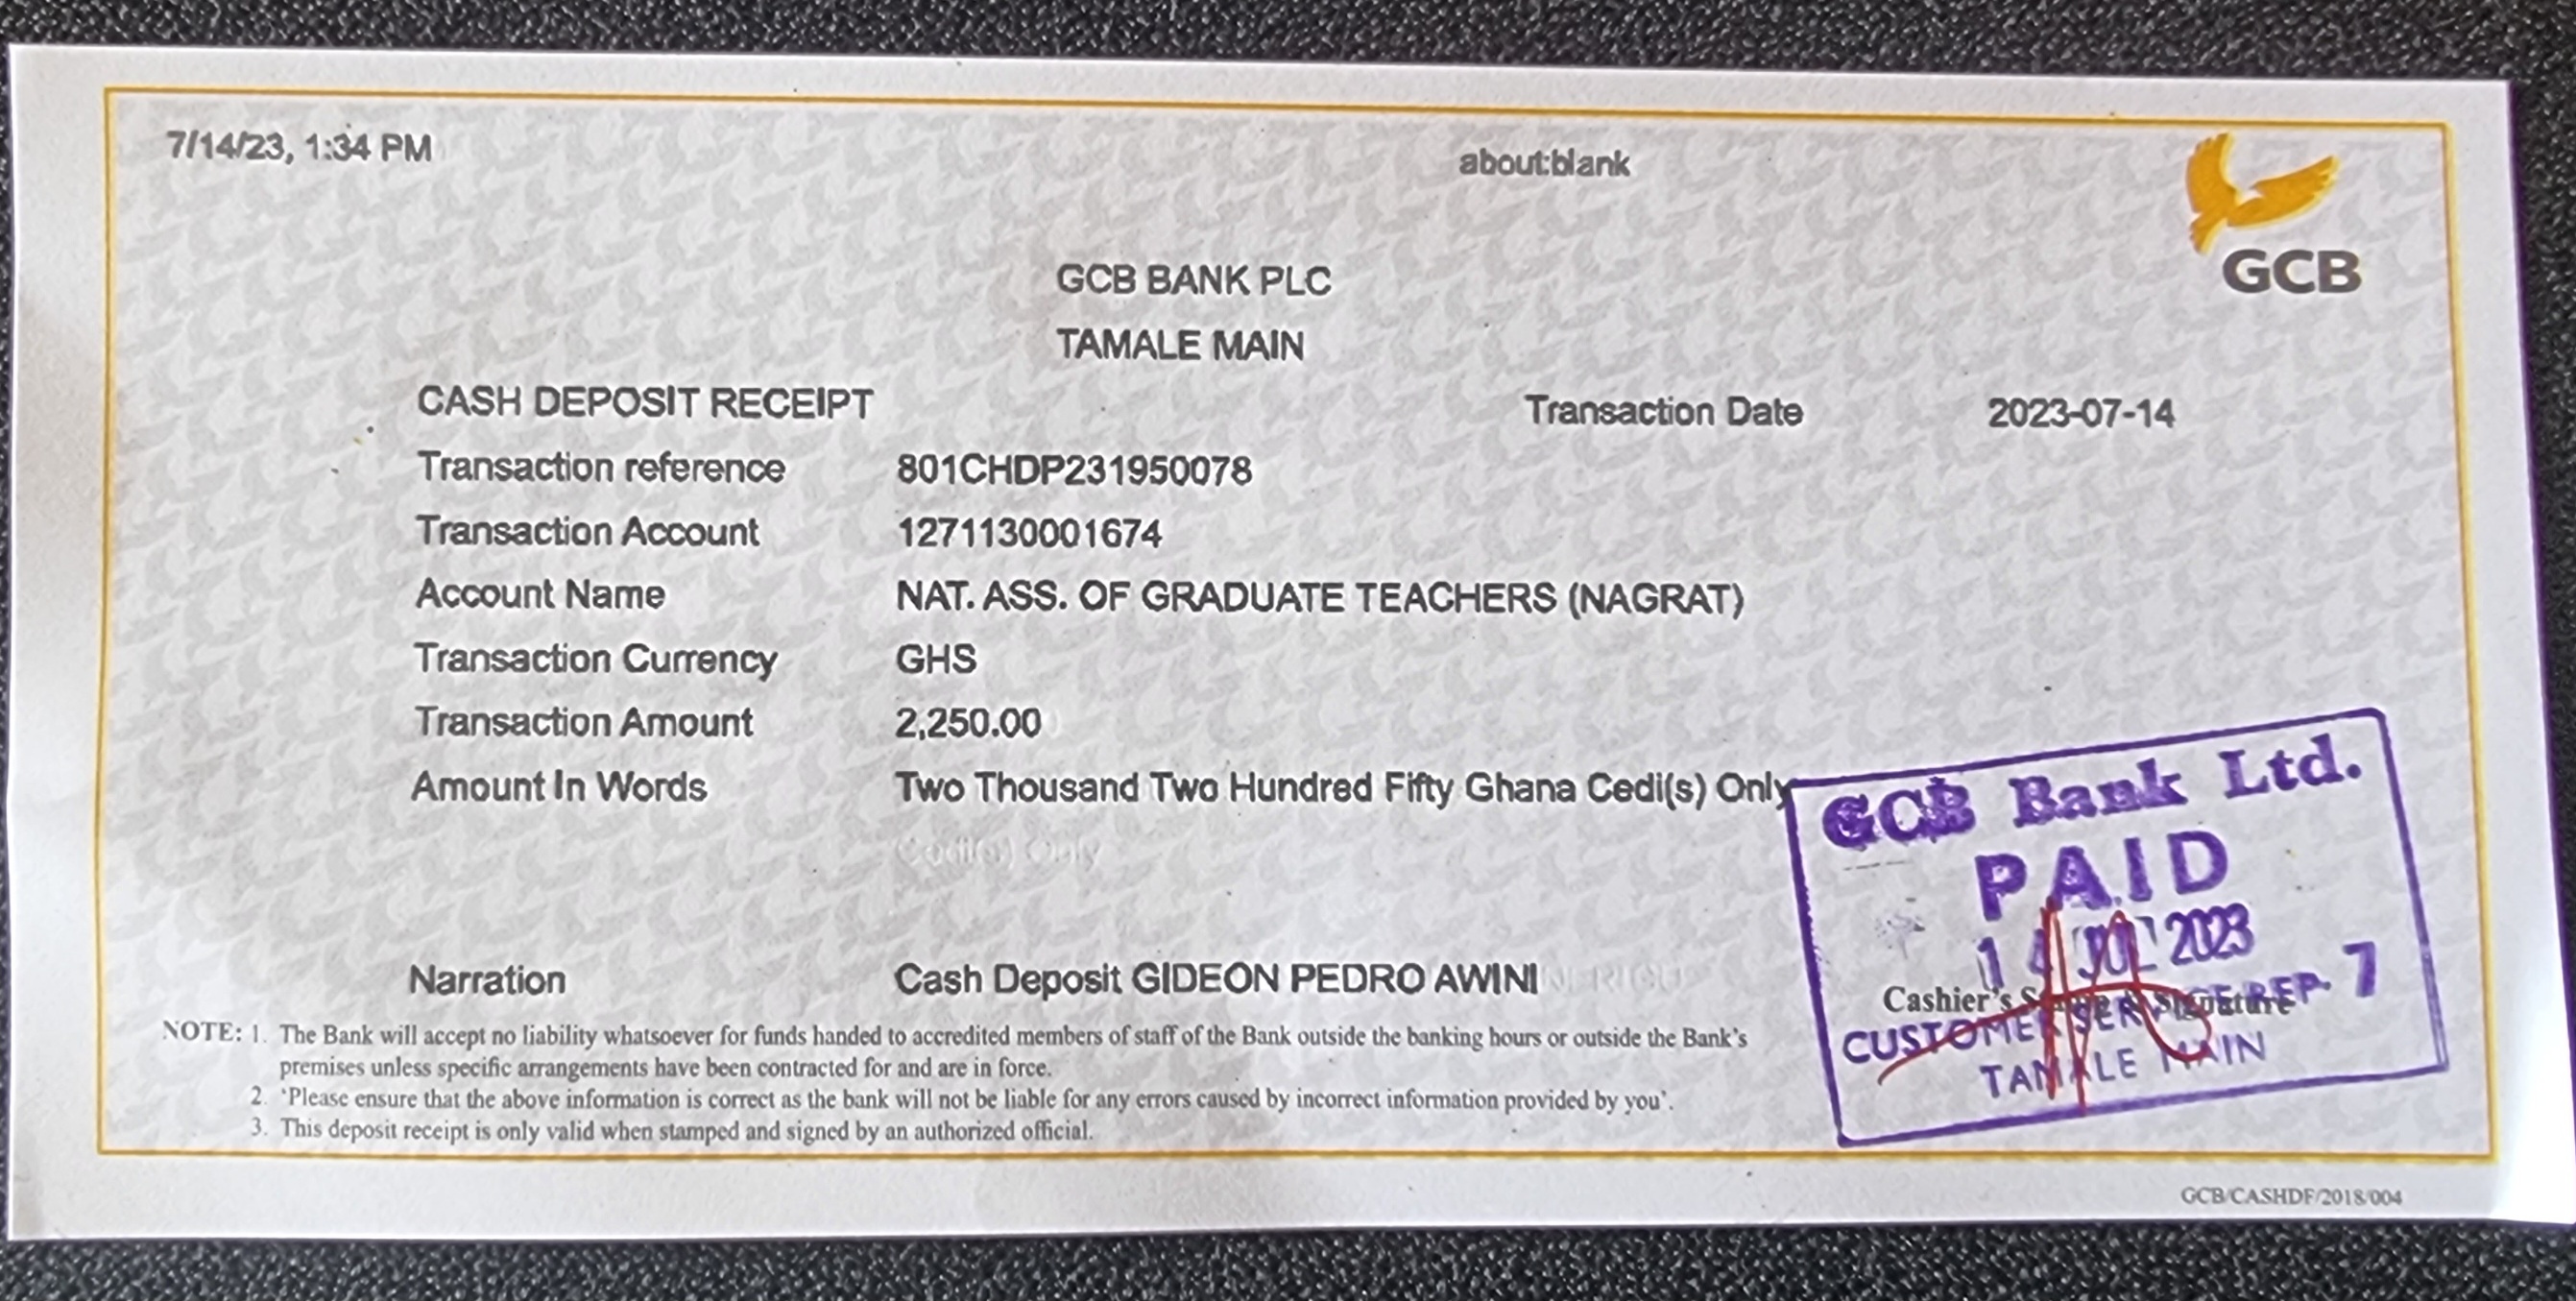 7/14/23, 1:34 PM about:blank
GCB
GCB BANK PLC
TAMALE MAIN
CASH DEPOSIT RECEIPT Transaction Date 2023-07-14
Transaction reference 801CHDP231950078
Transaction Account 1271130001674
Account Name NAT. ASS. OF GRADUATE TEACHERS (NAGRAT)
Transaction Currency GHS
Transaction Amount 2,250.00
Amount In Words Two Thousand Two Hundred Fifty Ghana Cedi(s) Only
Cedi(s) Only
Narration Cash Deposit GIDEON PEDRO AWINI
GCB Bank Ltd.
PAID
14 JUL 2023
Cashier's Stamp & Signature
CUSTOMER SERVICE REP. 7
TAMALE MAIN
NOTE: 1. The Bank will accept no liability whatsoever for funds handed to accredited members of staff of the Bank outside the banking hours or outside the Bank's
premises unless specific arrangements have been contracted for and are in force.
2. 'Please ensure that the above information is correct as the bank will not be liable for any errors caused by incorrect information provided by you'.
3. This deposit receipt is only valid when stamped and signed by an authorized official.
GCB/CASHDF/2018/004